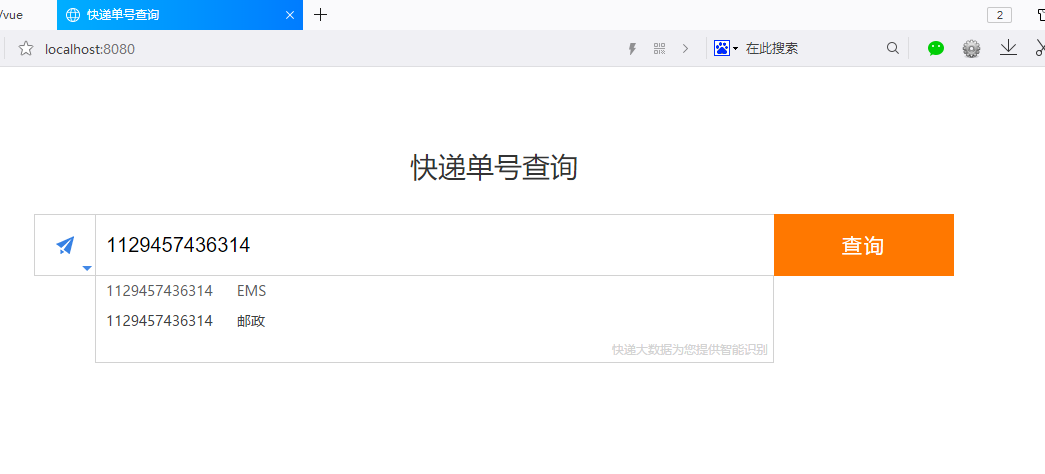 /vue
快递单号查询
2
localhost:8080
在此搜索
快递单号查询
1129457436314
查询
1129457436314 EMS
1129457436314 邮政
快递大数据为您提供智能识别